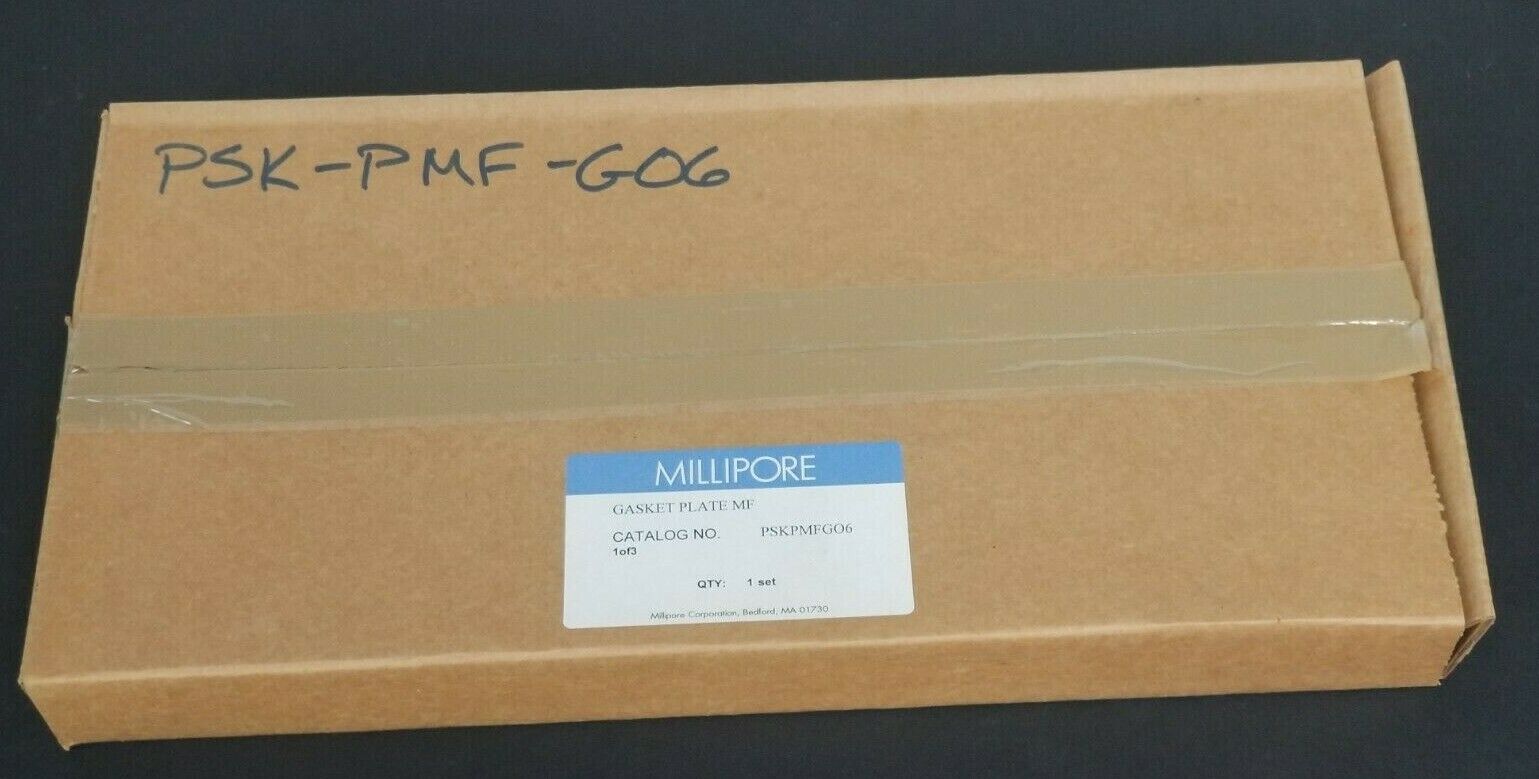 PSK-PMF-G06
MILLIPORE
GASKET PLATE MF
CATALOG NO. PSKPMFGO6
1of3
QTY: 1 set
Millipore Corporation, Bedford, MA 01730